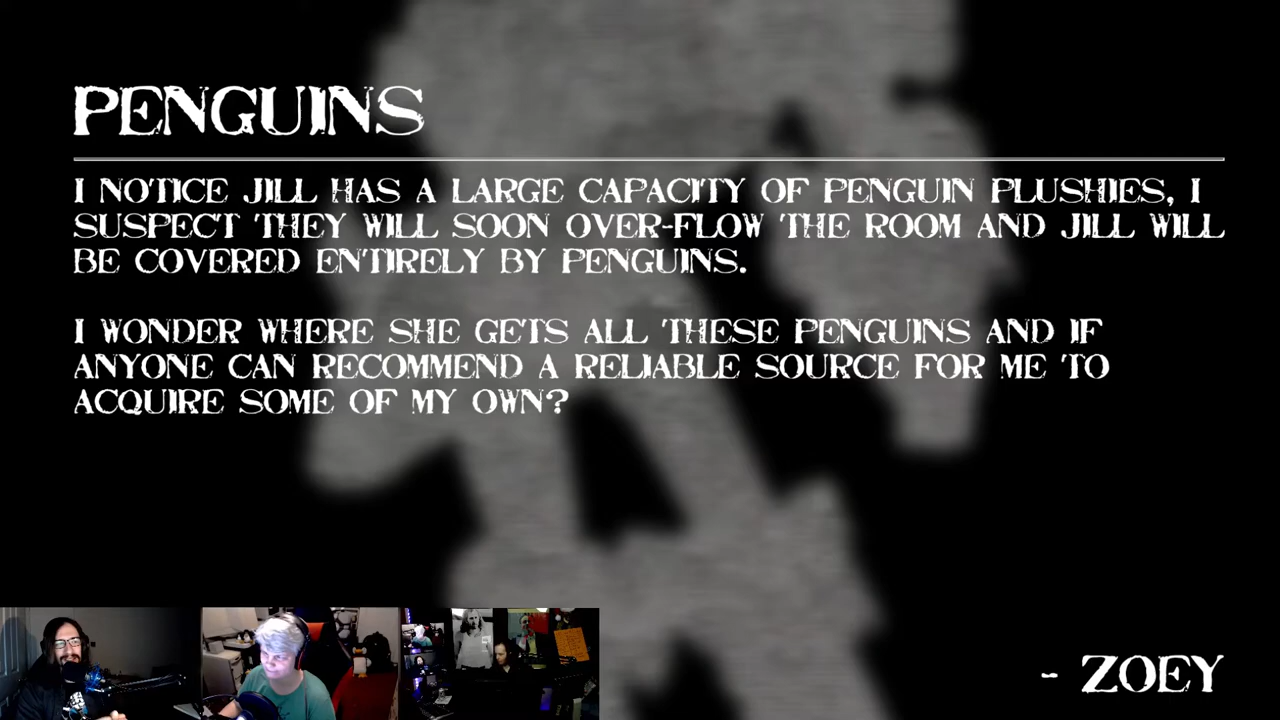 PENGUINS
I NOTICE JILL HAS A LARGE CAPACITY OF PENGUIN PLUSHIES, I
SUSPECT THEY WILL SOON OVER-FLOW THE ROOM AND JILL WILL
BE COVERED ENTIRELY BY PENGUINS.
I WONDER WHERE SHE GETS ALL THESE PENGUINS AND IF
ANYONE CAN RECOMMEND A RELIABLE SOURCE FOR ME TO
ACQUIRE SOME OF MY OWN?
- ZOEY